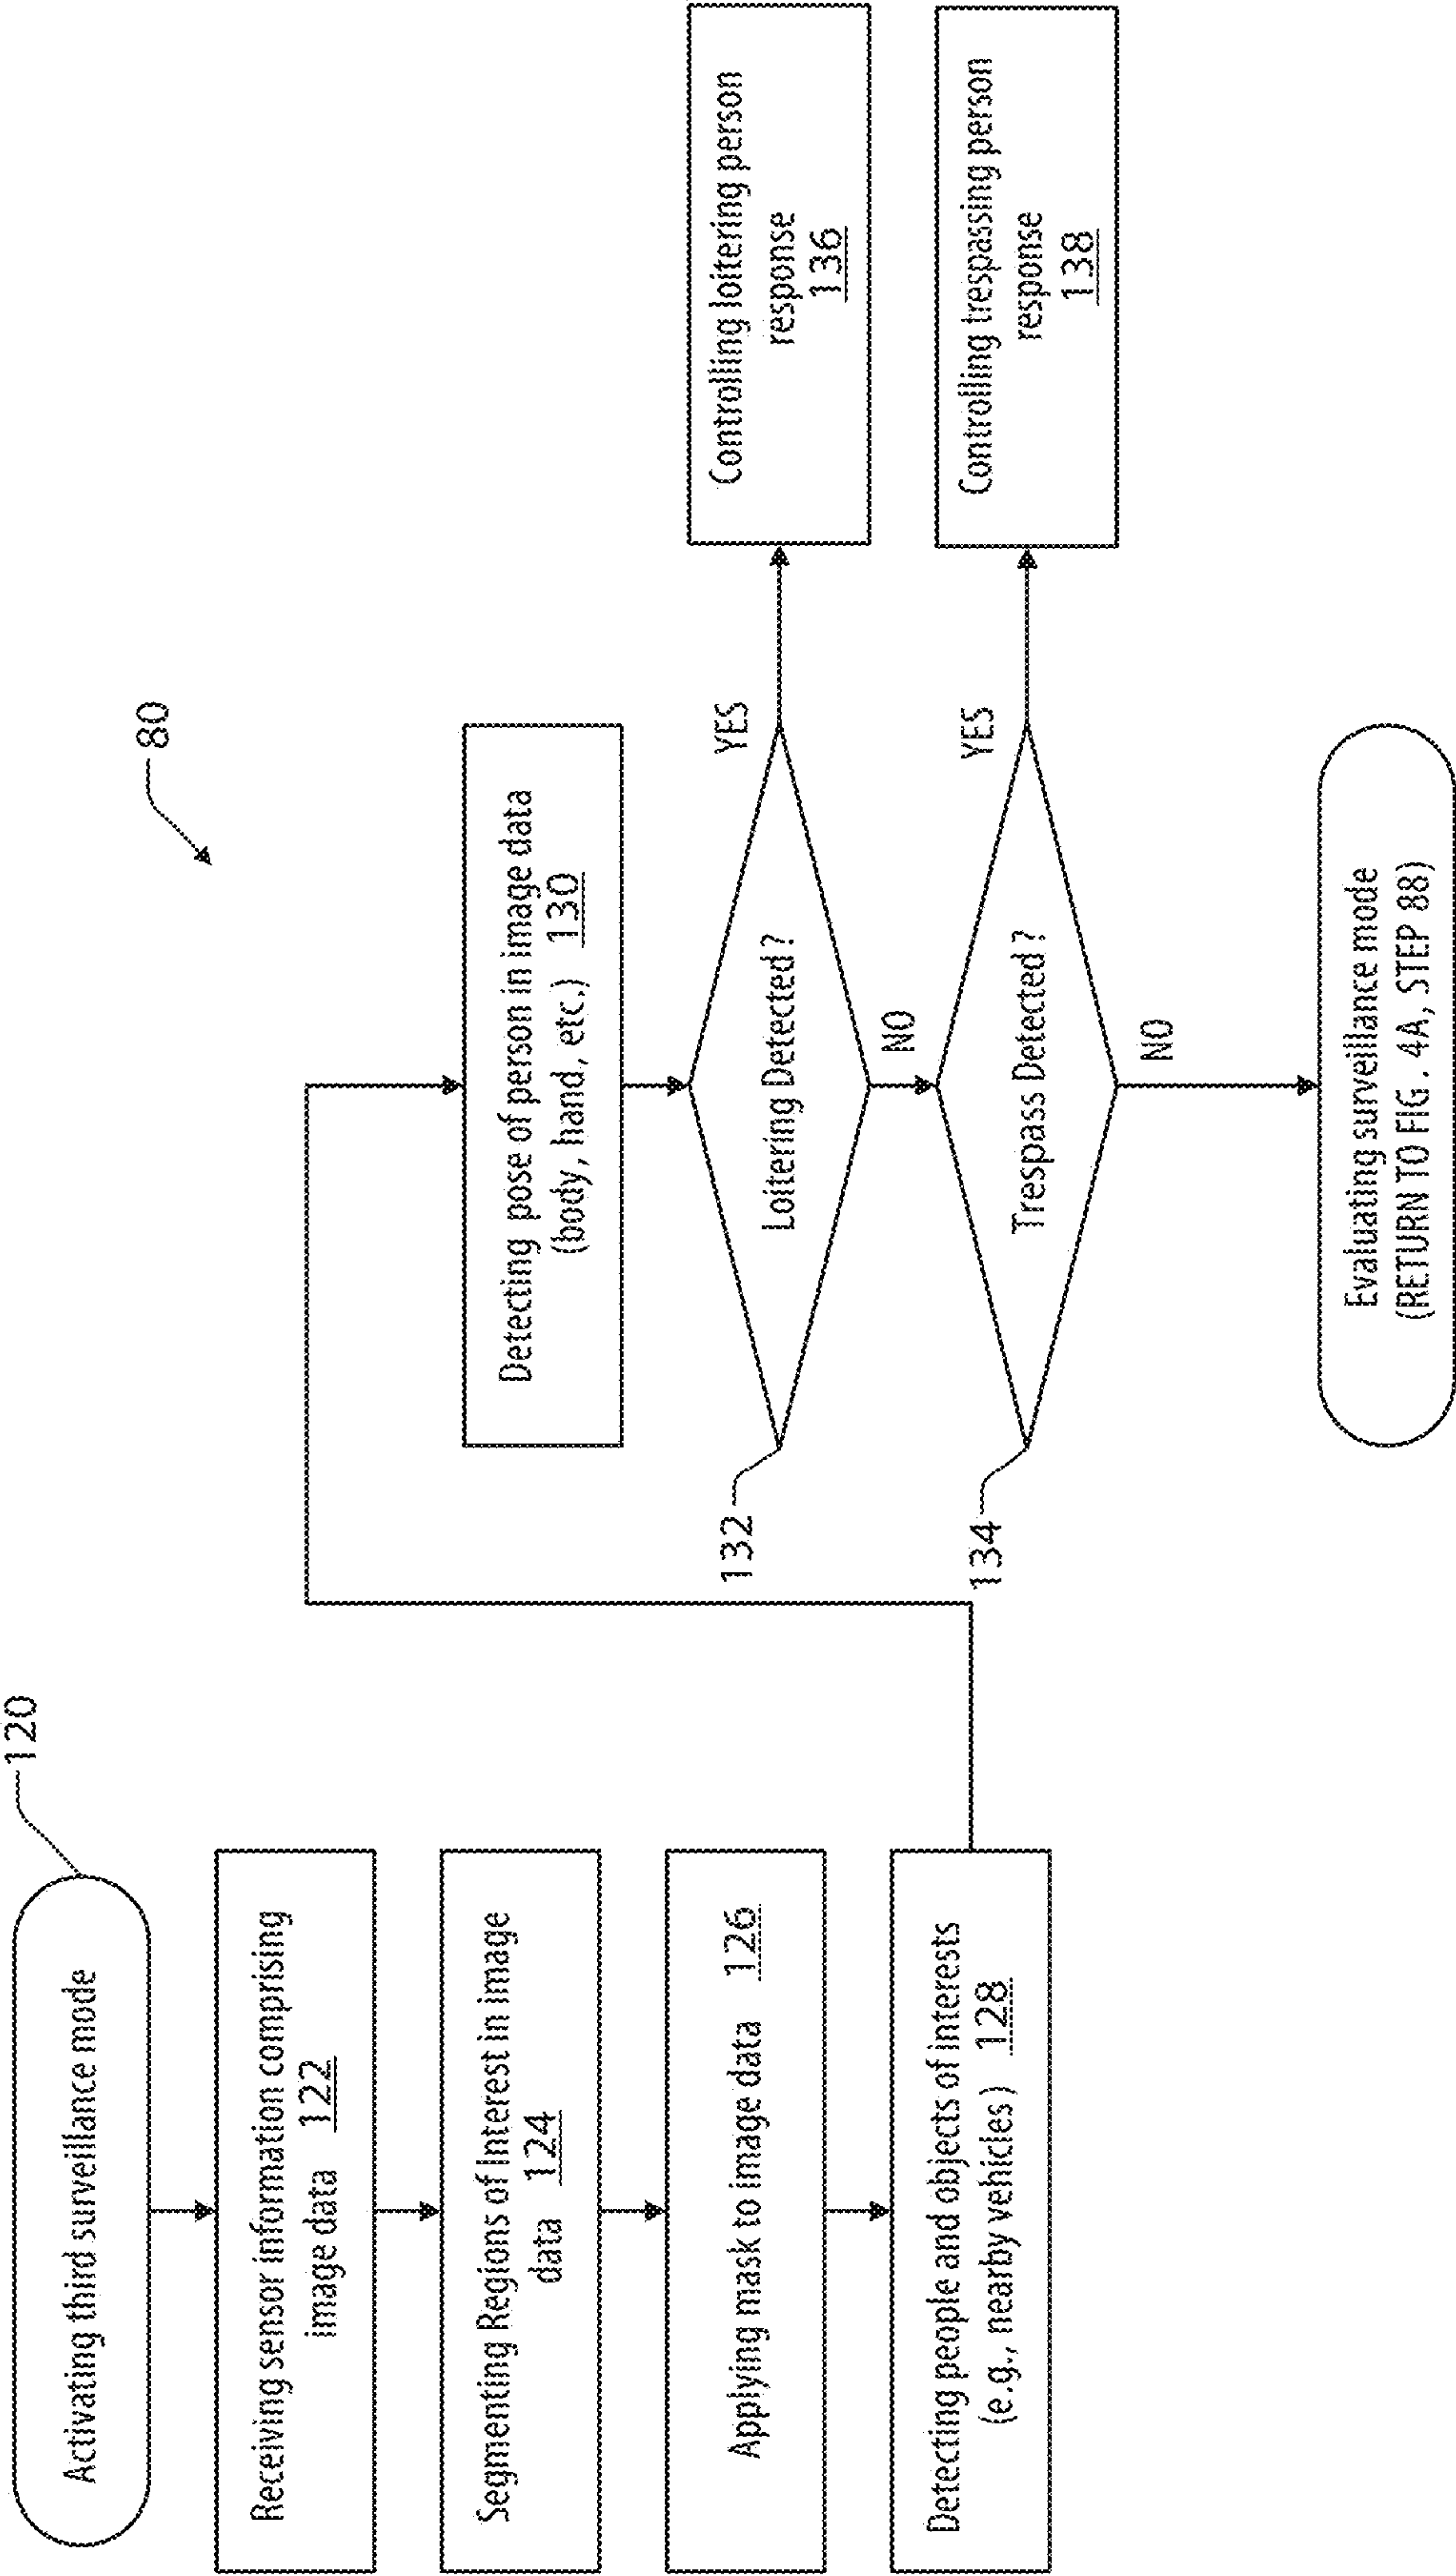 80
120
Activating third surveillance mode
Receiving sensor information comprising
image data 122
Segmenting Regions of Interest in image
data 124
Applying mask to image data 126
Detecting people and objects of interests
(e.g., nearby vehicles) 128
Detecting pose of person in image data
(body, hand, etc.) 130
132
Loitering Detected?
YES
NO
Controlling loitering person
response
136
134
Trespass Detected?
YES
NO
Controlling trespassing person
response
138
Evaluating surveillance mode
(RETURN TO FIG. 4A, STEP 88)